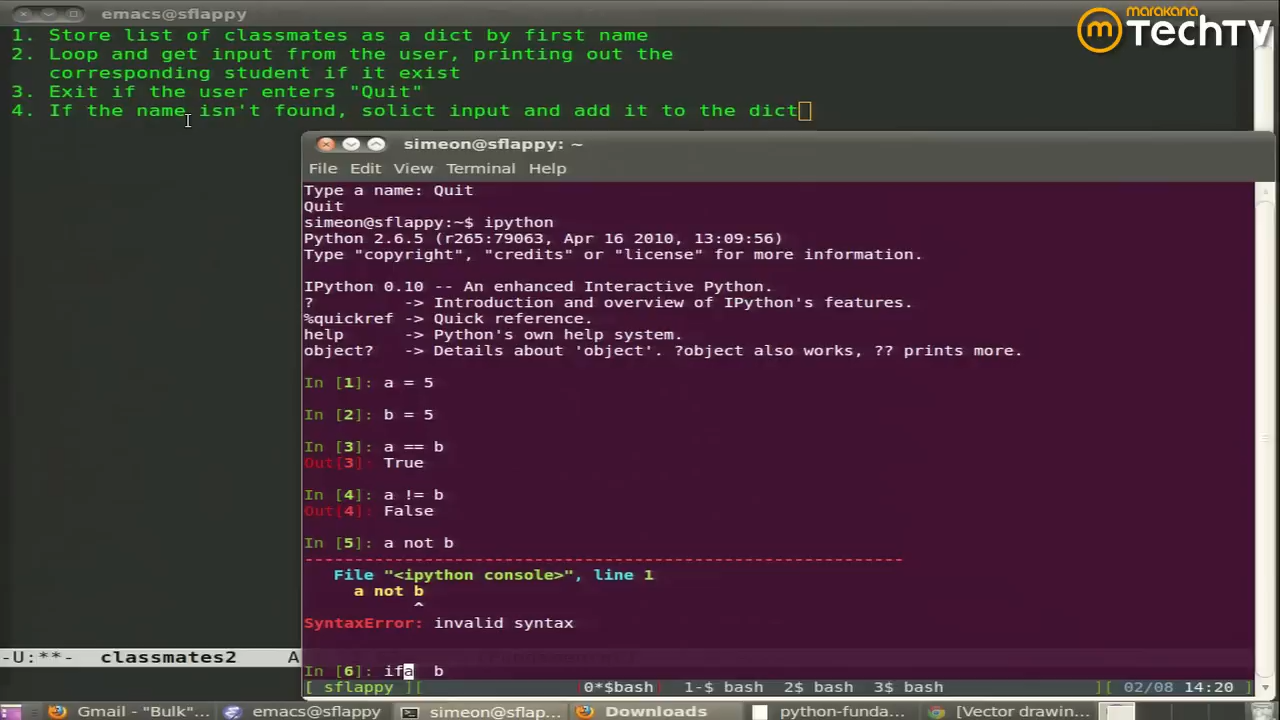 emacs@sflappy
marakana
TechTV
1. Store list of classmates as a dict by first name
2. Loop and get input from the user, printing out the
corresponding student if it exist
3. Exit if the user enters "Quit"
4. If the name isn't found, solict input and add it to the dict
simeon@sflappy: ~
File Edit View Terminal Help
Type a name: Quit
Quit
simeon@sflappy:~$ ipython
Python 2.6.5 (r265:79063, Apr 16 2010, 13:09:56)
Type "copyright", "credits" or "license" for more information.
IPython 0.10 -- An enhanced Interactive Python.
? -> Introduction and overview of IPython's features.
%quickref -> Quick reference.
help -> Python's own help system.
object? -> Details about 'object'. ?object also works, ?? prints more.
In [1]: a = 5
In [2]: b = 5
In [3]: a == b
Out[3]: True
In [4]: a != b
Out[4]: False
In [5]: a not b
------------------------------------------------------------
File "<ipython console>", line 1
a not b
^
SyntaxError: invalid syntax
-U:**- classmates2 A
In [6]: ifa b
[ sflappy ][ 0*$bash 1-$ bash 2$ bash 3$ bash ][ 02/08 14:20
Gmail - "Bulk"... emacs@sflappy simeon@sflap... Downloads python-funda... [Vector drawin...